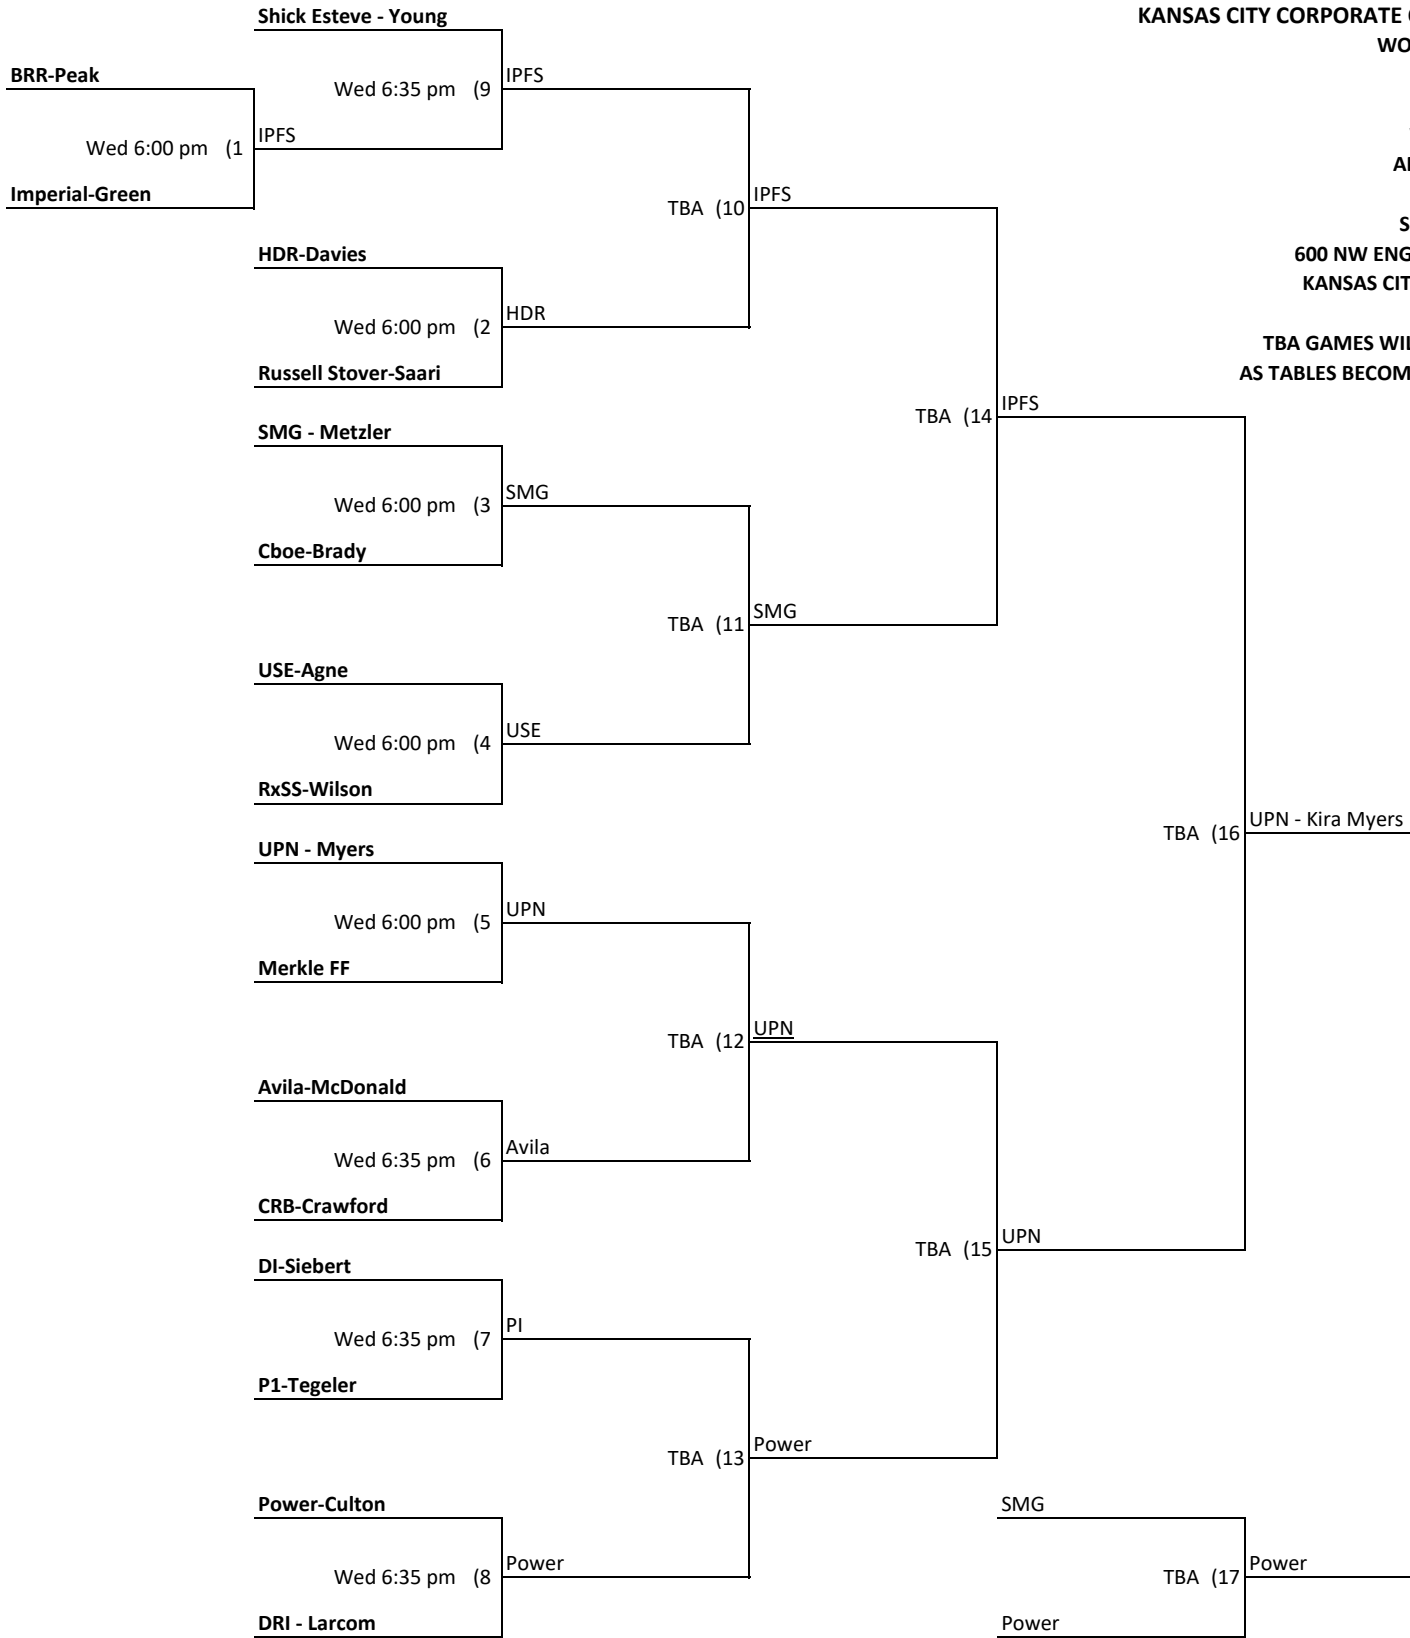 Shick Esteve - Young
KANSAS CITY CORPORATE
WO
BRR-Peak
Wed 6:35 pm (9
IPFS
Wed 6:00 pm (1
IPFS
Imperial-Green
TBA (10
IPFS
HDR-Davies
S
600 NW ENG
KANSAS CIT
Wed 6:00 pm (2
HDR
TBA GAMES WIL
Russell Stover-Saari
AS TABLES BECOM
TBA (14
IPFS
SMG - Metzler
Wed 6:00 pm (3
SMG
Cboe-Brady
TBA (11
SMG
USE-Agne
Wed 6:00 pm (4
USE
RxSS-Wilson
TBA (16
UPN - Kira Myers
UPN - Myers
Wed 6:00 pm (5
UPN
Merkle FF
TBA (12
UPN
Avila-McDonald
Wed 6:35 pm (6
Avila
CRB-Crawford
TBA (15
UPN
DI-Siebert
Wed 6:35 pm (7
PI
P1-Tegeler
TBA (13
Power
Power-Culton
SMG
Wed 6:35 pm (8
Power
TBA (17
Power
DRI - Larcom
Power